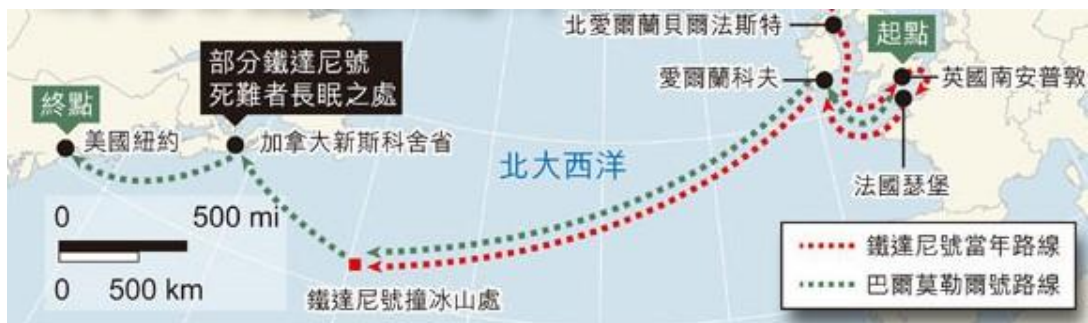 北愛爾蘭貝爾法斯特
起點
部分鐵達尼號
死難者長眠之處
愛爾蘭科夫
英國南安普敦
終點
美國紐約
加拿大新斯科舍省
北大西洋
法國瑟堡
0 500 mi
0 500 km
鐵達尼號撞冰山處
鐵達尼號當年路線
巴爾莫勒爾號路線